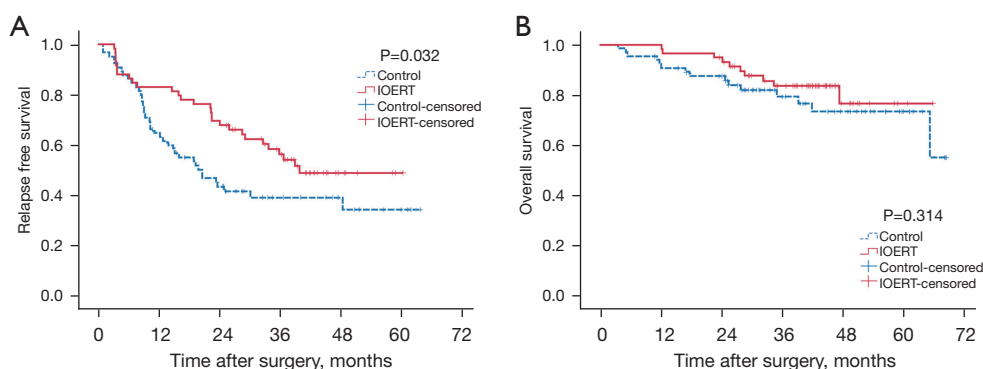 A
Relapse free survival
1.0
0.8
0.6
0.4
0.2
0.0
P=0.032
Control
IOERT
Control-censored
IOERT-censored
0 12 24 36 48 60 72
Time after surgery, months
B
Overall survival
1.0
0.8
0.6
0.4
0.2
0.0
P=0.314
Control
IOERT
Control-censored
IOERT-censored
0 12 24 36 48 60 72
Time after surgery, months